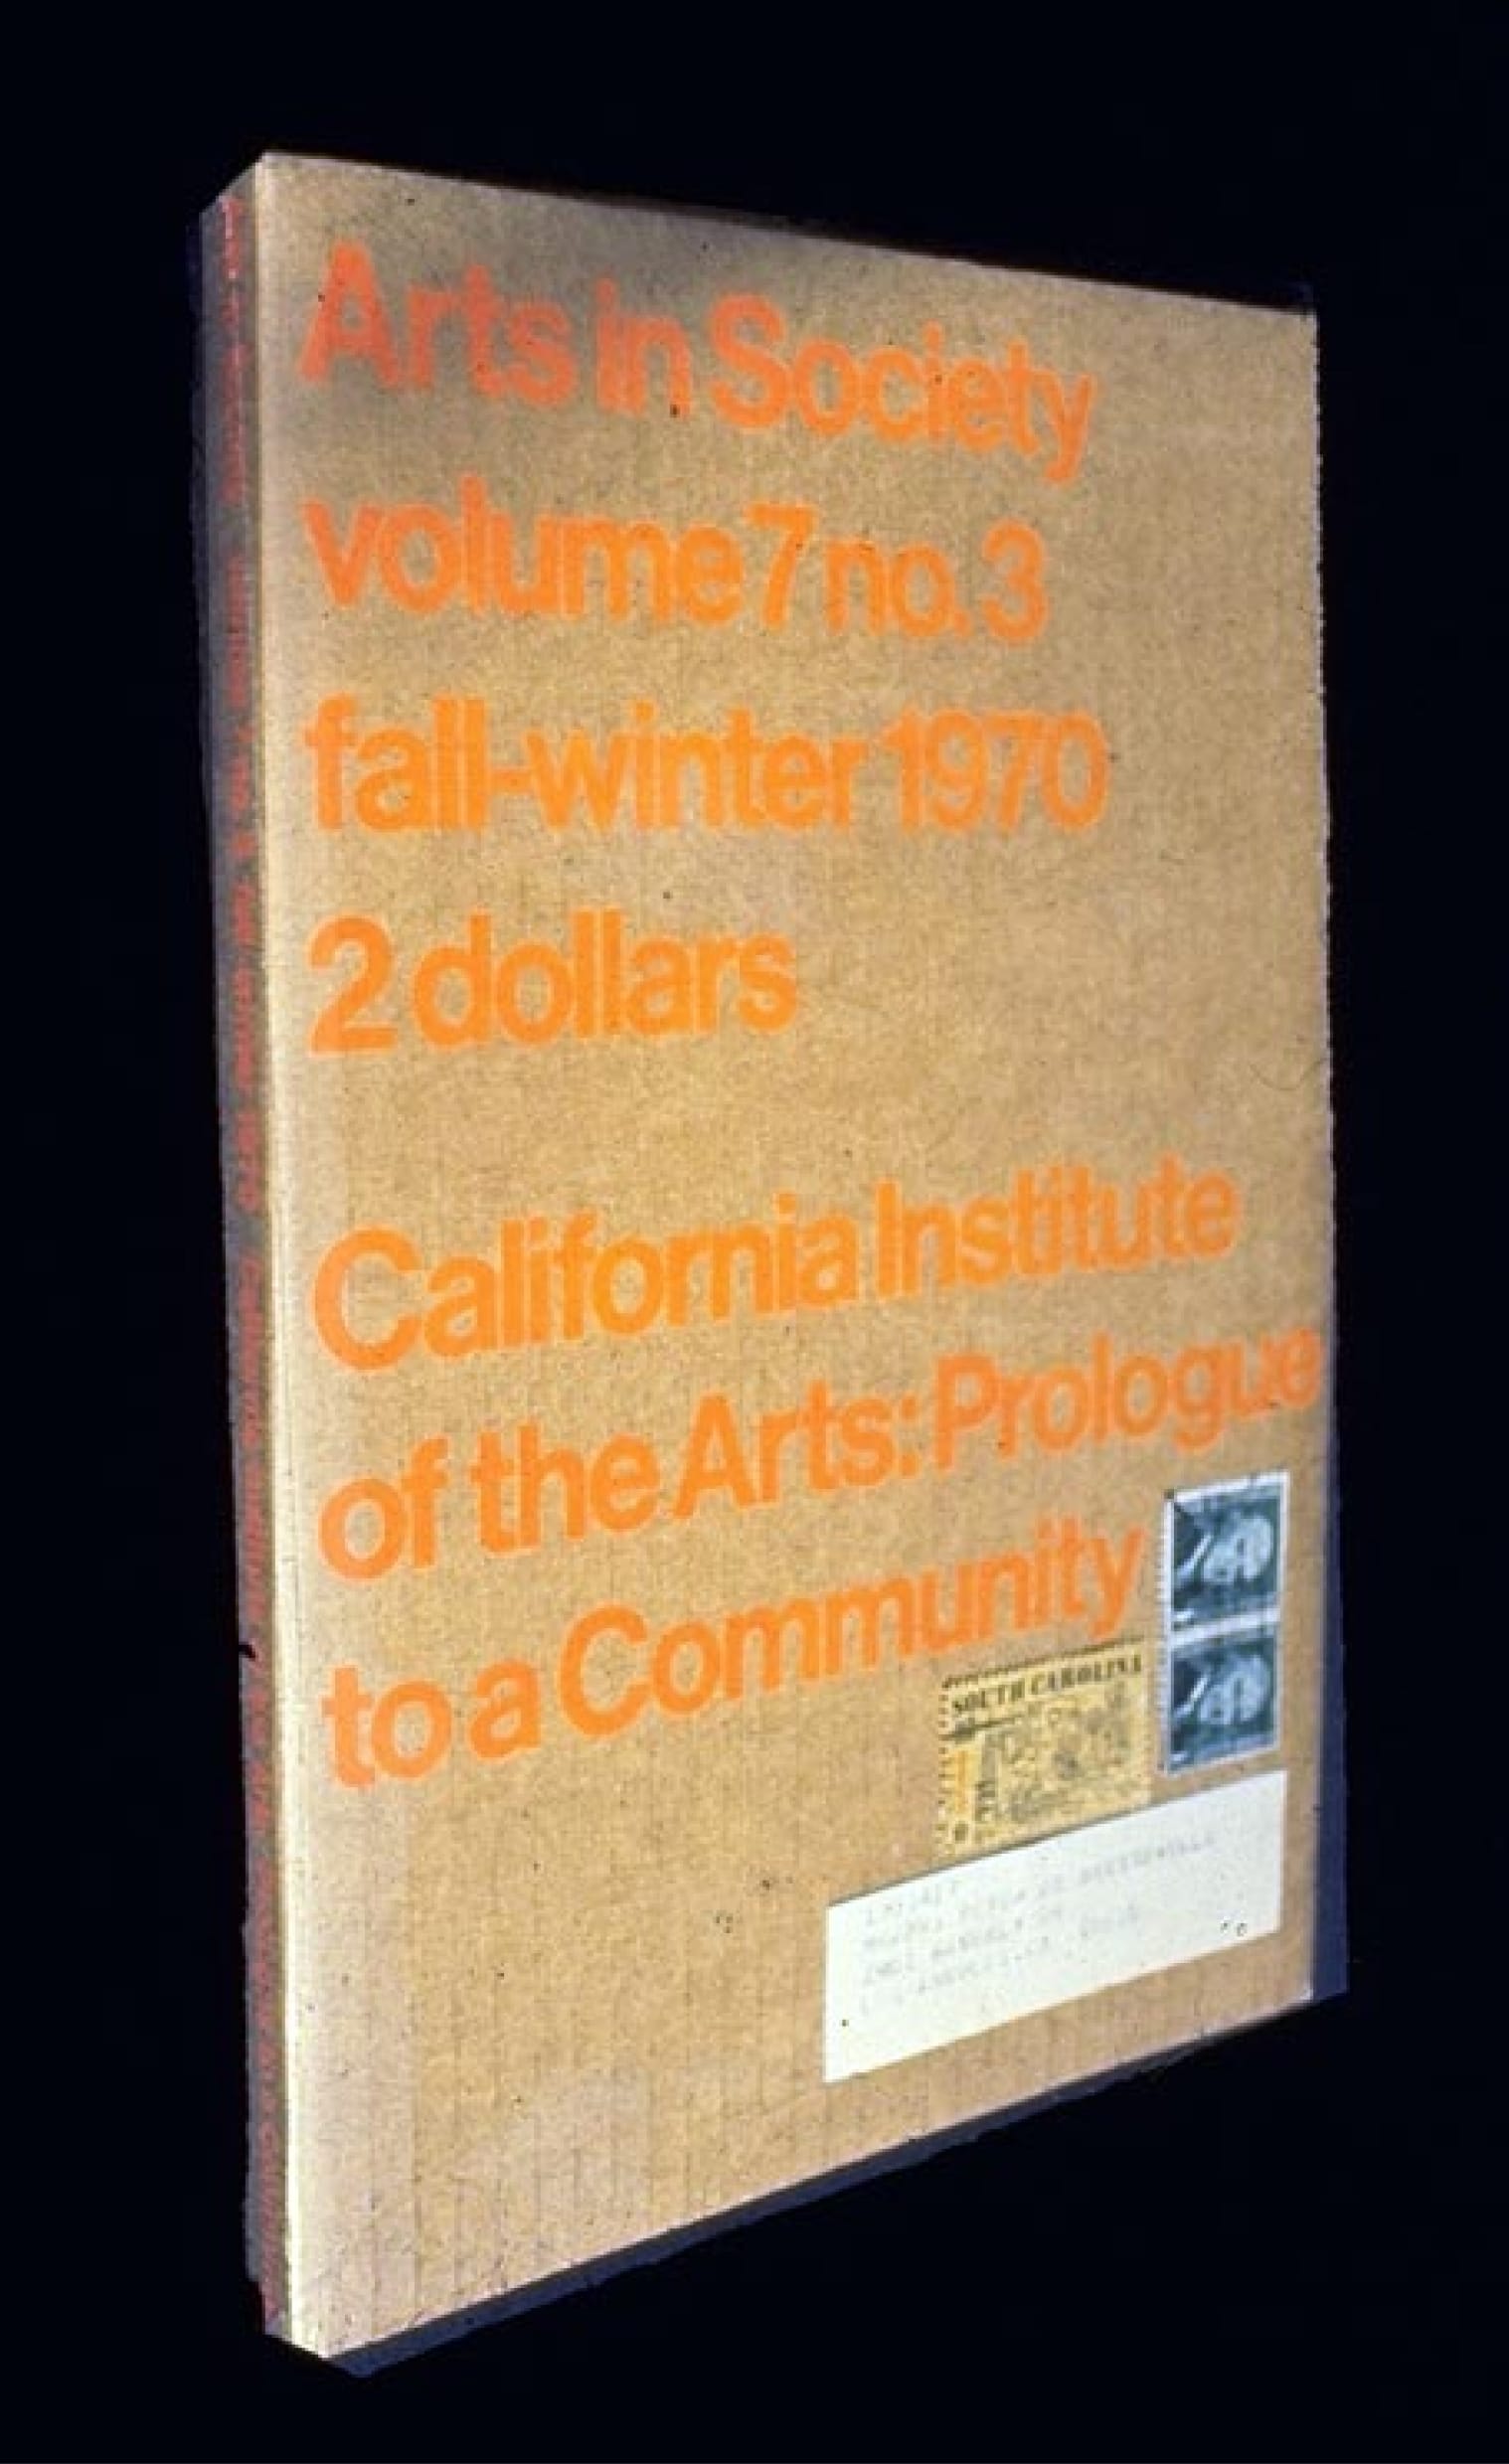 Arts in Society
volume 7 no. 3
fall-winter 1970
2 dollars
California Institute
of the Arts: Prologue
to a Community
SOUTH CAROLINA